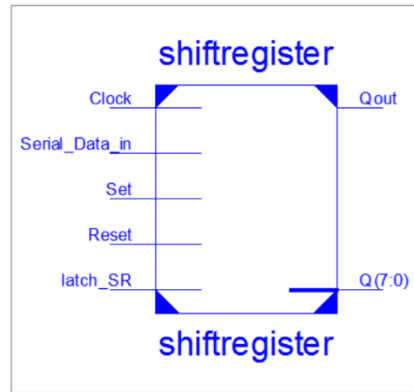 shiftregister
Clock
Qout
Serial_Data_in
Set
Reset
latch_SR
Q(7:0)
shiftregister